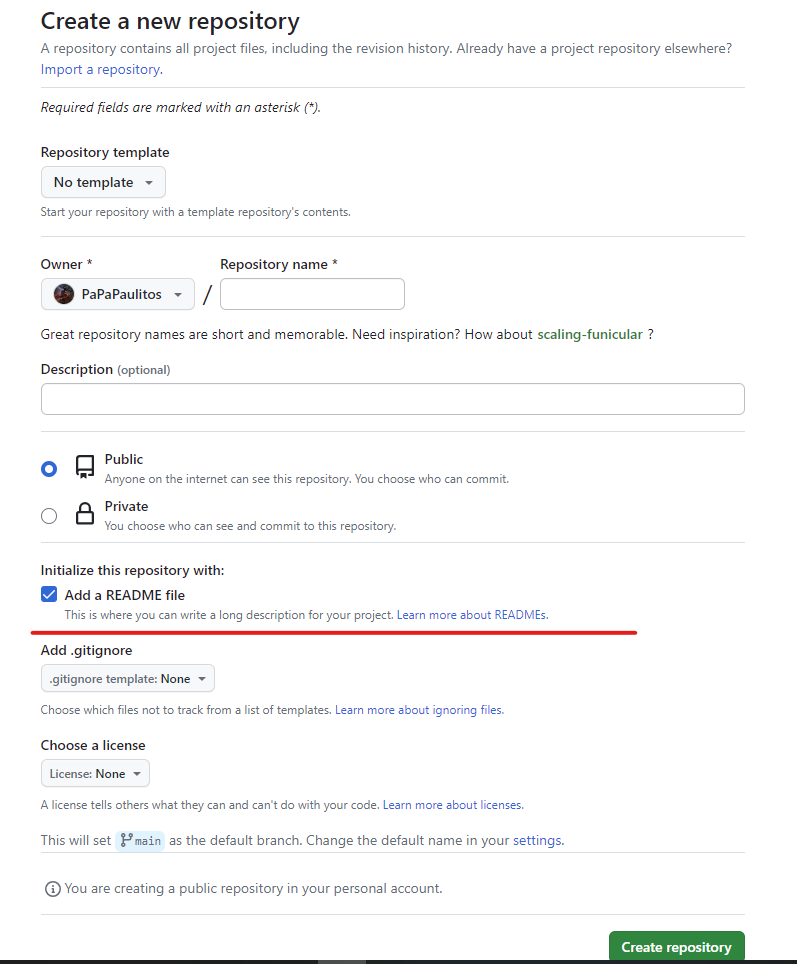 Create a new repository
A repository contains all project files, including the revision history. Already have a project repository elsewhere?
Import a repository.
Required fields are marked with an asterisk (*).
Repository template
No template
Start your repository with a template repository's contents.
Owner *
Repository name *
PaPaPaulitos
/
Great repository names are short and memorable. Need inspiration? How about scaling-funicular ?
Description (optional)
Public
Anyone on the internet can see this repository. You choose who can commit.
Private
You choose who can see and commit to this repository.
Initialize this repository with:
Add a README file
This is where you can write a long description for your project. Learn more about READMEs.
Add .gitignore
.gitignore template: None
Choose which files not to track from a list of templates. Learn more about ignoring files.
Choose a license
License: None
A license tells others what they can and can't do with your code. Learn more about licenses.
This will set main as the default branch. Change the default name in your settings.
You are creating a public repository in your personal account.
Create repository